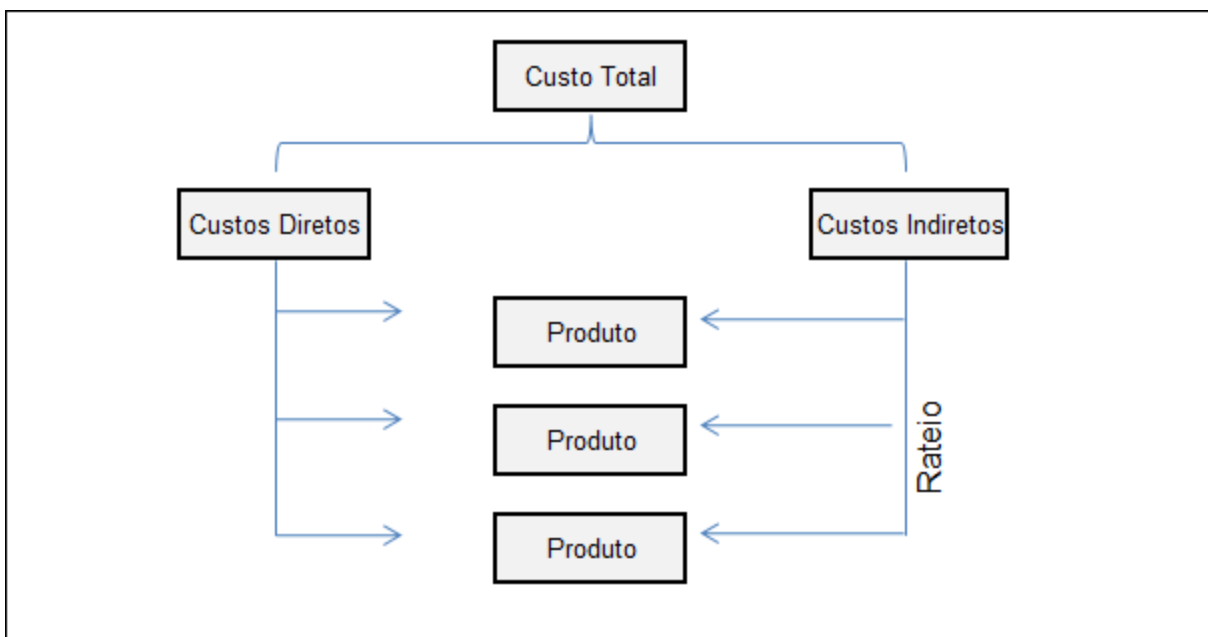 Custo Total
Custos Diretos
Custos Indiretos
Produto
Produto
Rateio
Produto